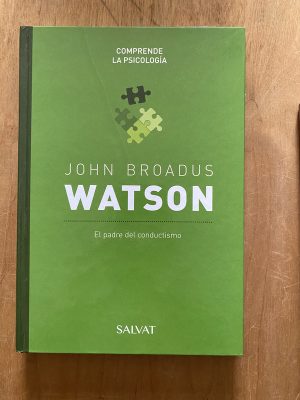 COMPRENDE
LA PSICOLOGÍA
JOHN BROADUS
WATSON
El padre del conductismo
SALVAT